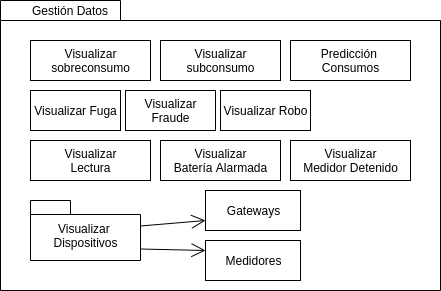 Gestión Datos
Visualizar
sobreconsumo
Visualizar
subconsumo
Predicción
Consumos
Visualizar Fuga
Visualizar
Fraude
Visualizar Robo
Visualizar
Lectura
Visualizar
Batería Alarmada
Visualizar
Medidor Detenido
Visualizar
Dispositivos
Gateways
Medidores